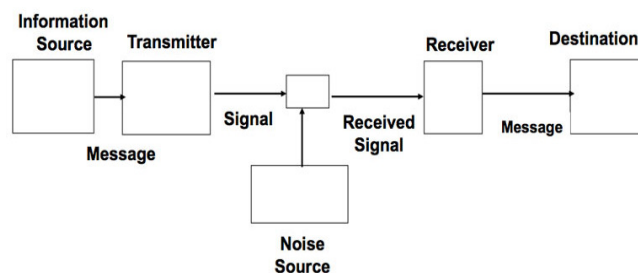 Information
Source
Transmitter
Receiver
Destination
Signal
Received
Signal
Message
Message
Noise
Source